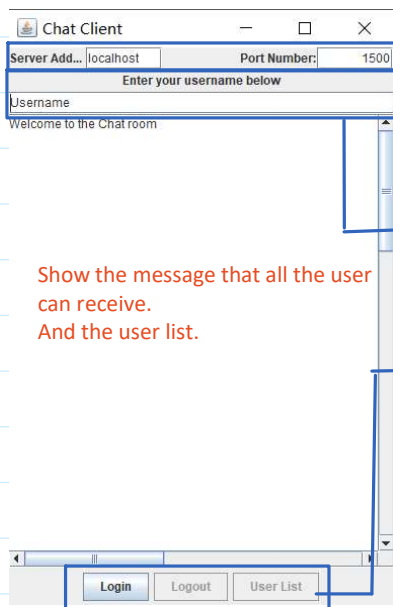 Chat Client
Server Add... localhost Port Number: 1500
Enter your username below
Username
Welcome to the Chat room
Show the message that all the user
can receive.
And the user list.
Login Logout User List